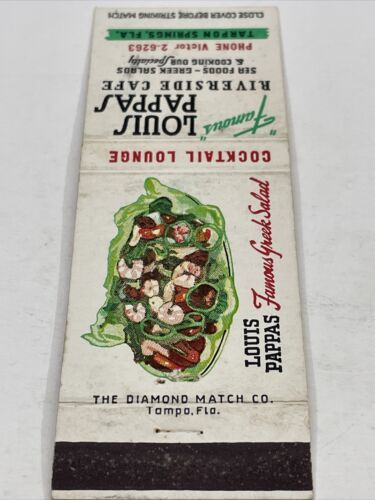 CLOSE COVER BEFORE STRIKING MATCH
TARPON SPRINGS, FLA.
PHONE Victor 2-6263
& COOKING OUR Specialty
SEA FOODS - GREEK SALADS
RIVERSIDE CAFE
"Famous" LOUIS
PAPPAS
COCKTAIL LOUNGE
LOUIS
PAPPAS Famous Greek Salad
THE DIAMOND MATCH CO.
Tampa, Fla.